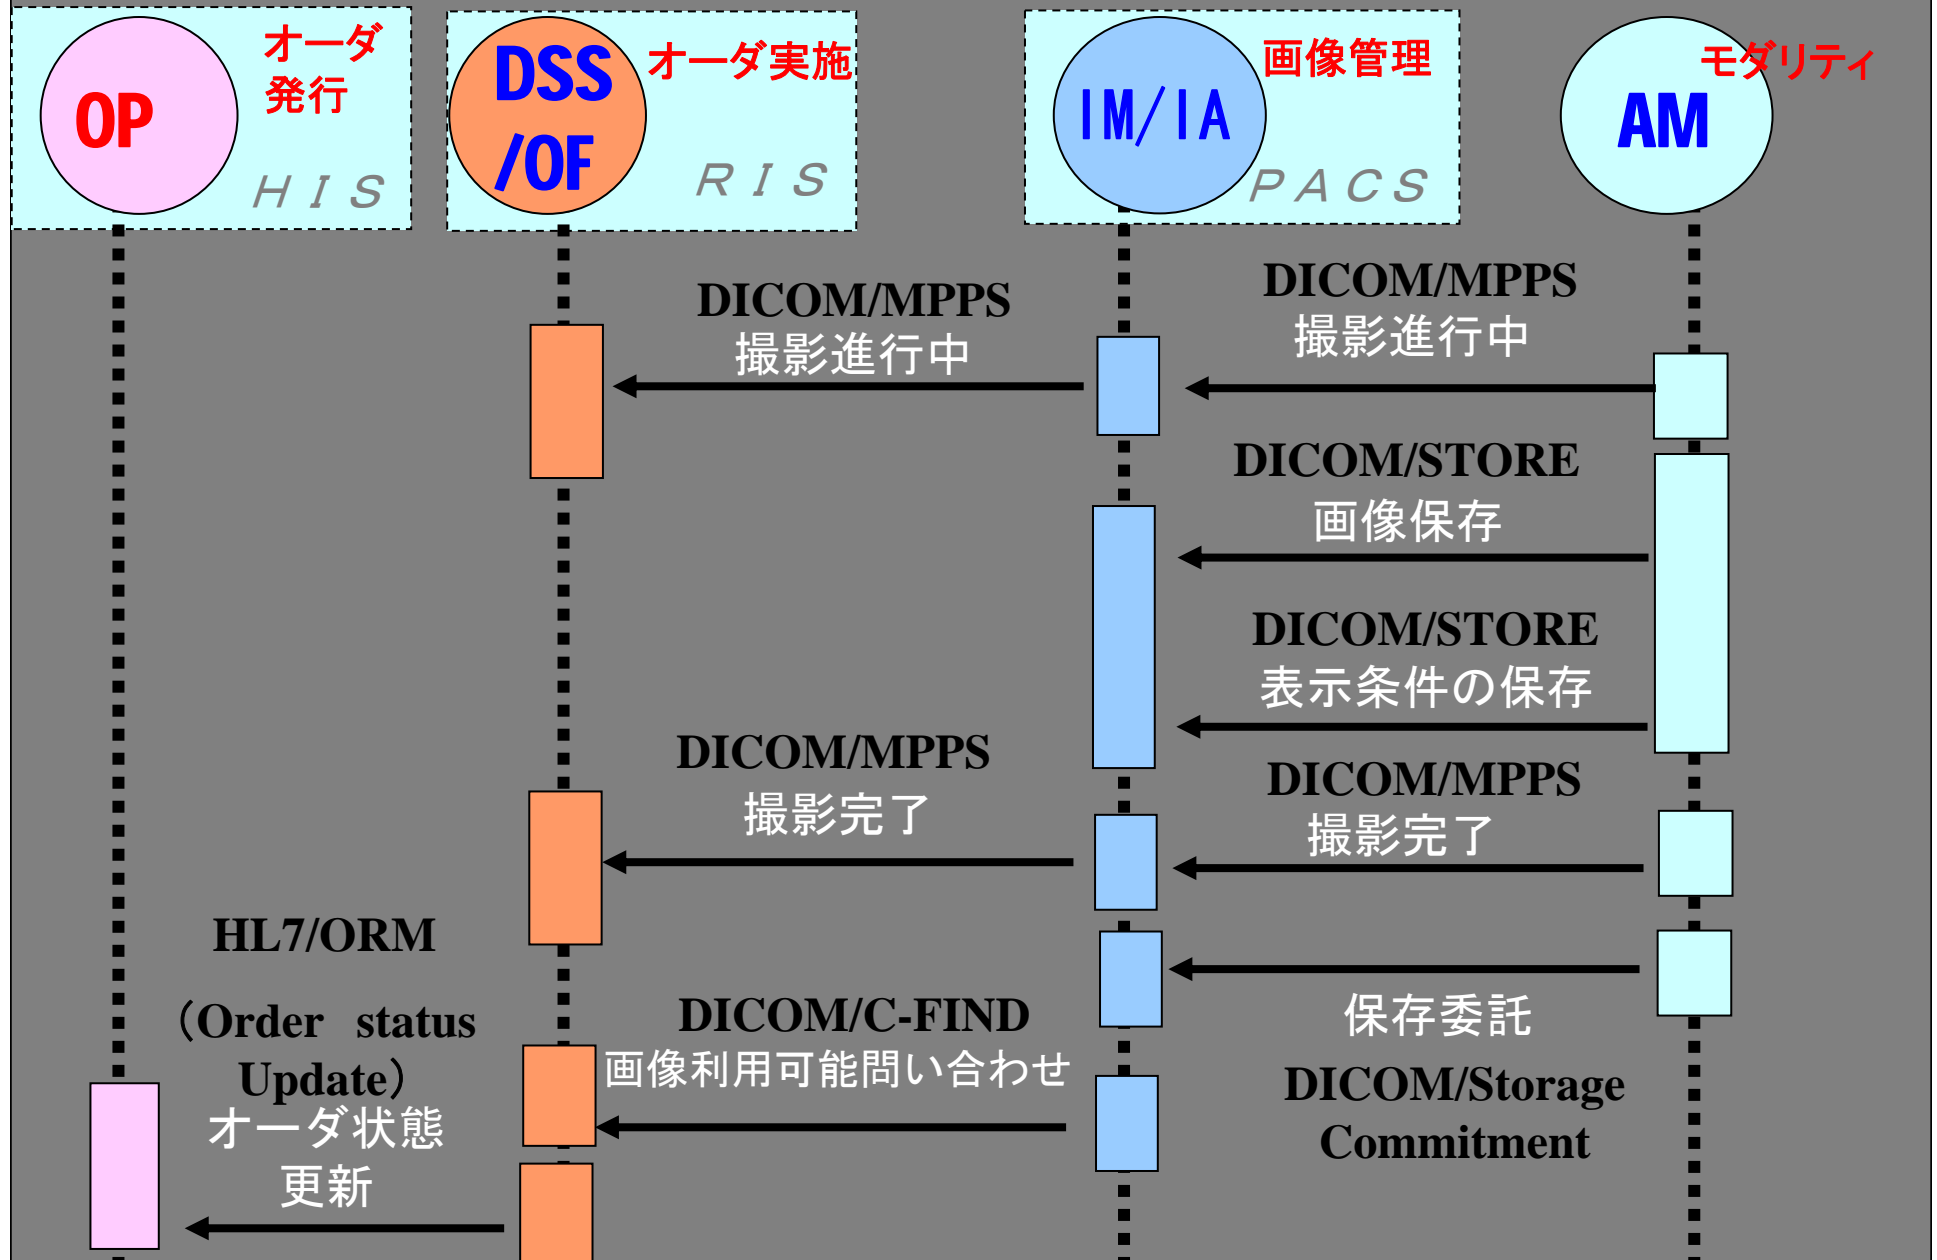 オーダ
発行
OP
ＨＩＳ
DSS
/OF
オーダ実施
ＲＩＳ
IM/IA
画像管理
ＰＡＣＳ
モダリティ
AM
DICOM/MPPS
撮影進行中
DICOM/MPPS
撮影進行中
DICOM/STORE
画像保存
DICOM/STORE
表示条件の保存
DICOM/MPPS
撮影完了
DICOM/MPPS
撮影完了
保存委託
DICOM/Storage
Commitment
DICOM/C-FIND
画像利用可能問い合わせ
HL7/ORM
（Order status
Update）
オーダ状態
更新